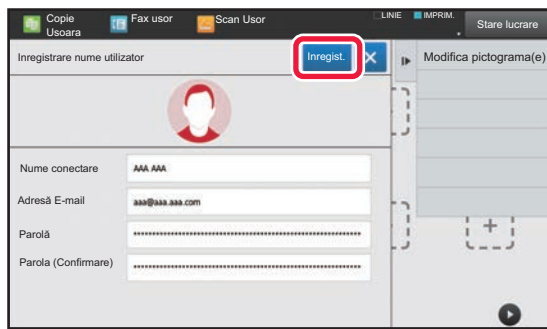 Copie
Usoara
Fax usor
Scan Usor
LINIE
IMPRIM.
Stare lucrare
Inregistrare nume utilizator
Inregist.
Modifica pictograma(e)
Nume conectare
AAA AAA
Adresă E-mail
aaa@aaa.aaa.com
Parolă
Parola (Confirmare)